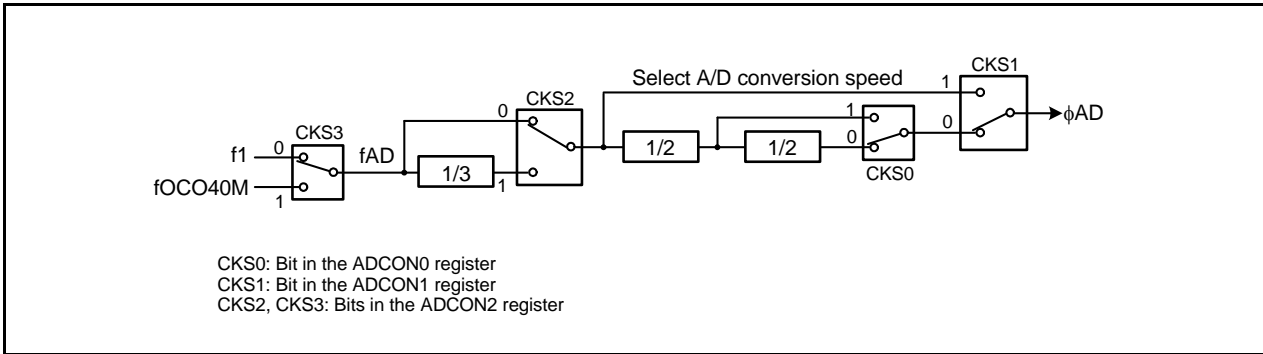 Select A/D conversion speed
CKS1
1
CKS2
0
1
φAD
CKS3
0
0
f1
0
fAD
1/2
1/2
CKS0
1/3
fOCO40M
1
1
CKS0: Bit in the ADCON0 register
CKS1: Bit in the ADCON1 register
CKS2, CKS3: Bits in the ADCON2 register